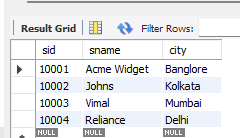 Result Grid Filter Rows:
sid sname city
10001 Acme Widget Banglore
10002 Johns Kolkata
10003 Vimal Mumbai
10004 Reliance Delhi
NULL NULL NULL